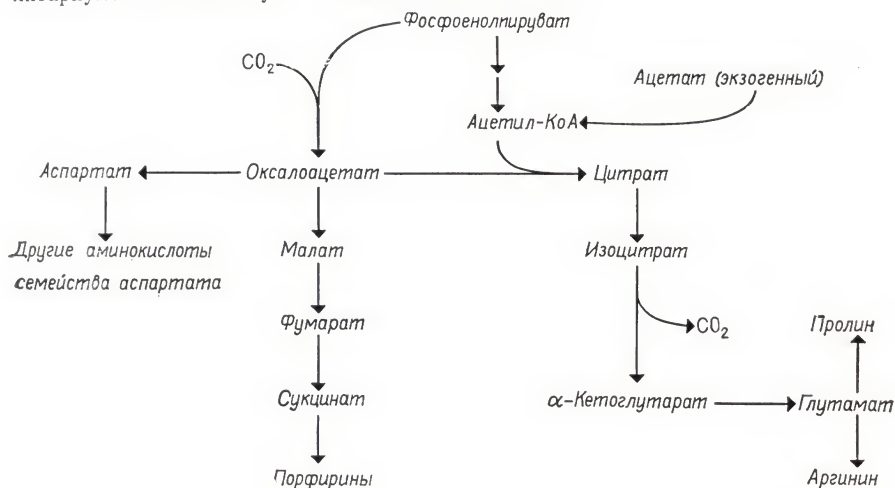 Фосфоенолпируват
CO₂
Ацетат (экзогенный)
Ацетил-КоА
Аспартат
Оксалоацетат
Цитрат
Другие аминокислоты
семейства аспартата
Малат
Изоцитрат
Фумарат
CO₂
Пролин
Сукцинат
α-Кетоглутарат
Глутамат
Порфирины
Аргинин